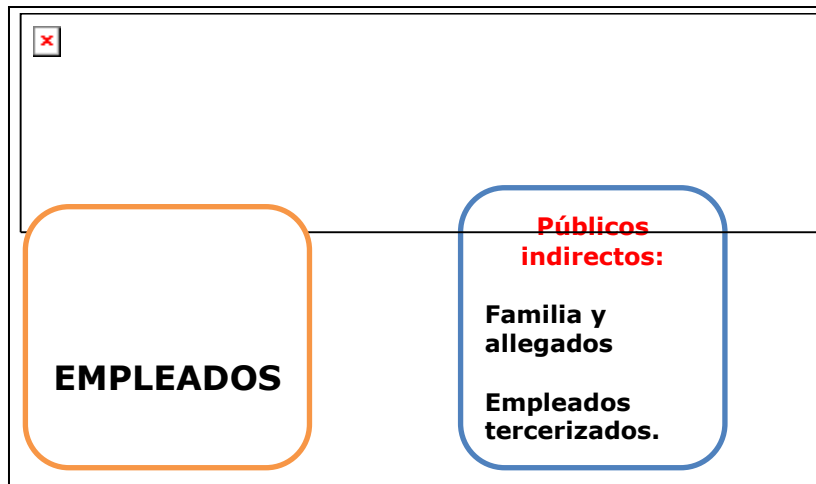 EMPLEADOS
Públicos
indirectos:
Familia y
allegados
Empleados
tercerizados.